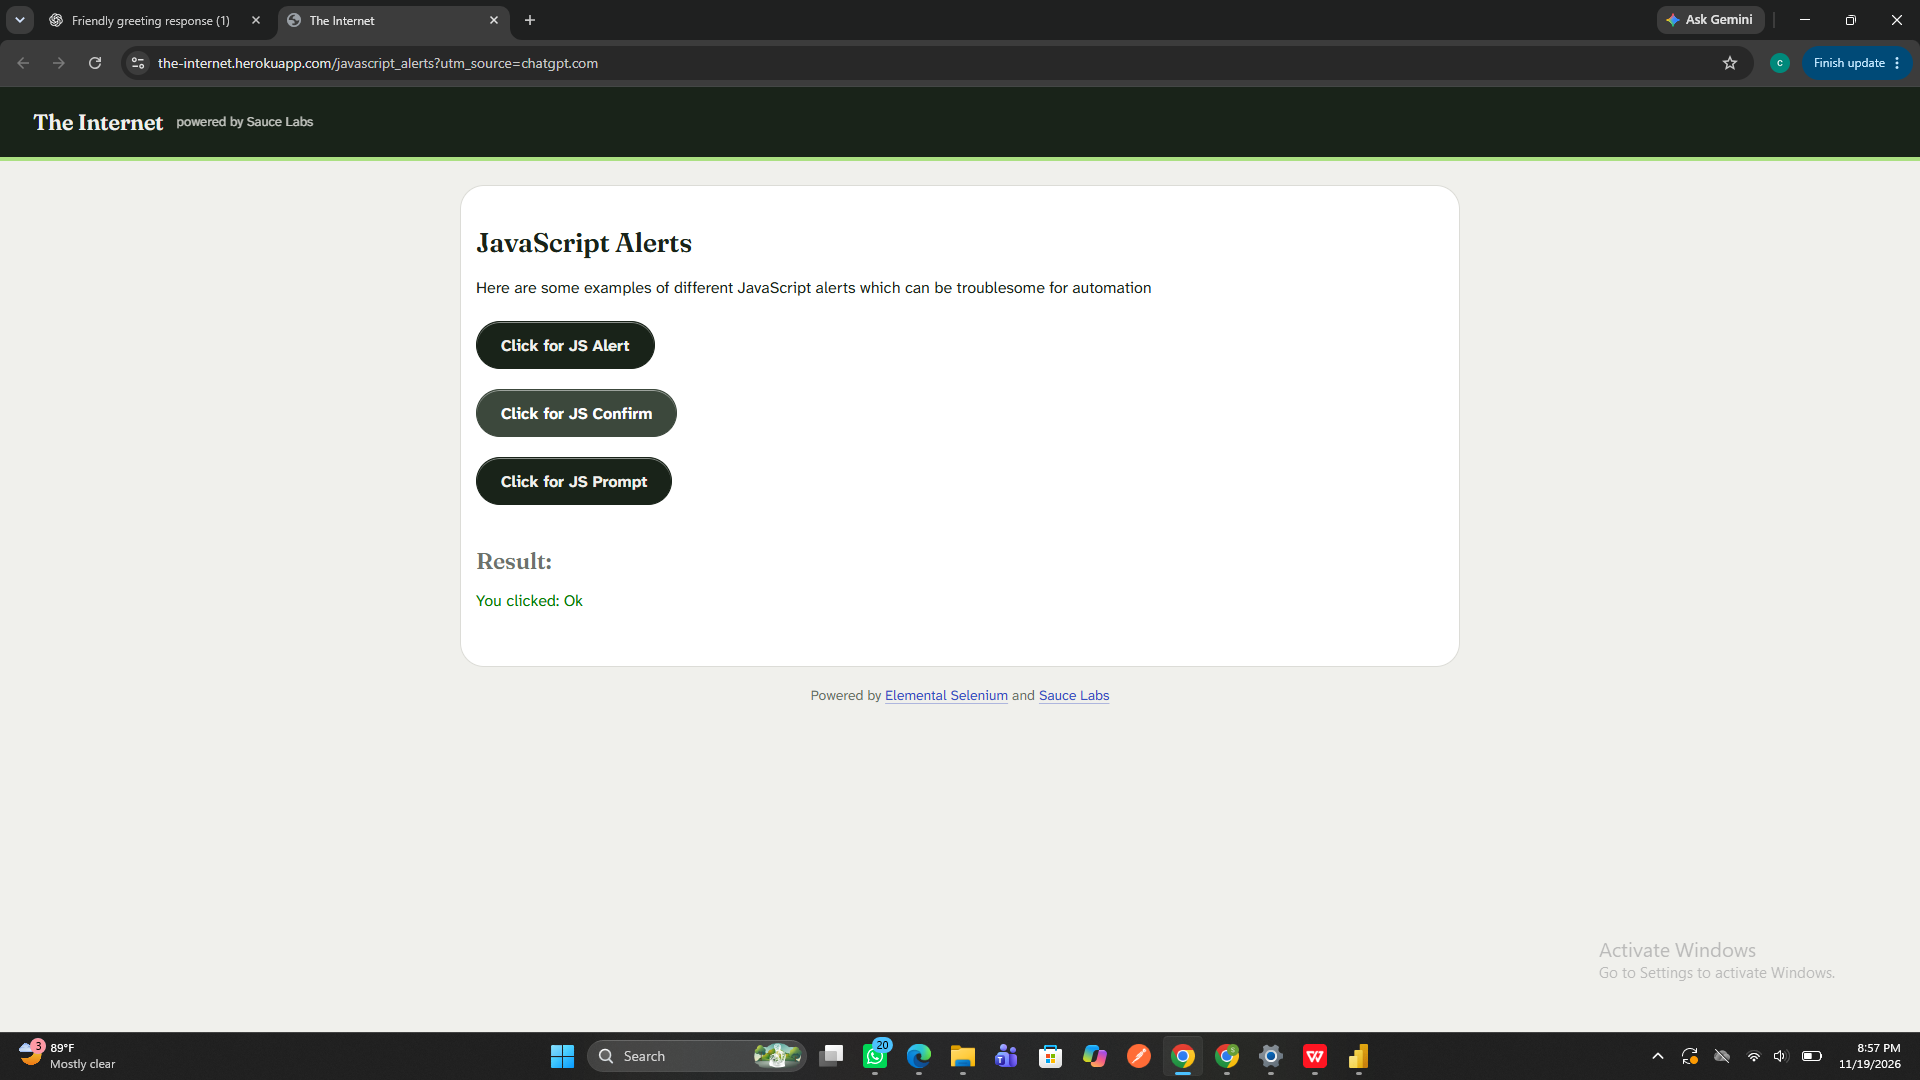 Friendly greeting response (1)
The Internet
Ask Gemini
the-internet.herokuapp.com/javascript_alerts?utm_source=chatgpt.com
C
Finish update
The Internet powered by Sauce Labs
JavaScript Alerts
Here are some examples of different JavaScript alerts which can be troublesome for automation
Click for JS Alert
Click for JS Confirm
Click for JS Prompt
Result:
You clicked: Ok
Powered by Elemental Selenium and Sauce Labs
Activate Windows
Go to Settings to activate Windows.
3
89°F
Mostly clear
Search
20
T
W
8:57 PM
11/19/2026